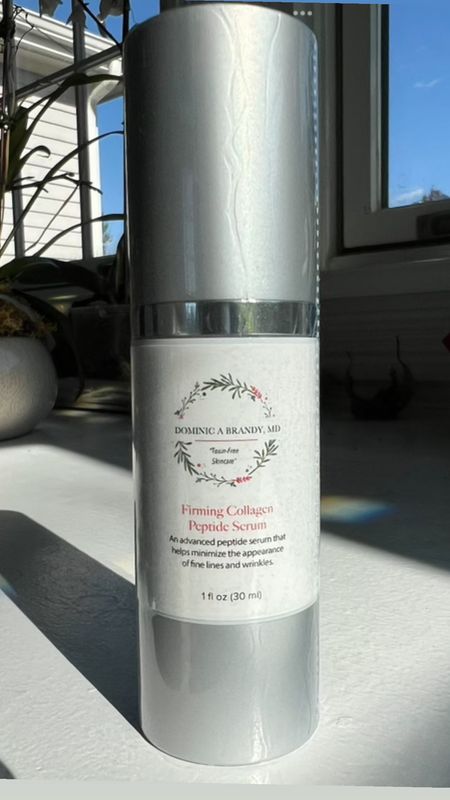 DOMINIC A BRANDY, MD
"Toxin-Free
Skincare"
Firming Collagen
Peptide Serum
An advanced peptide serum that
helps minimize the appearance
of fine lines and wrinkles.
1 fl oz (30 ml)